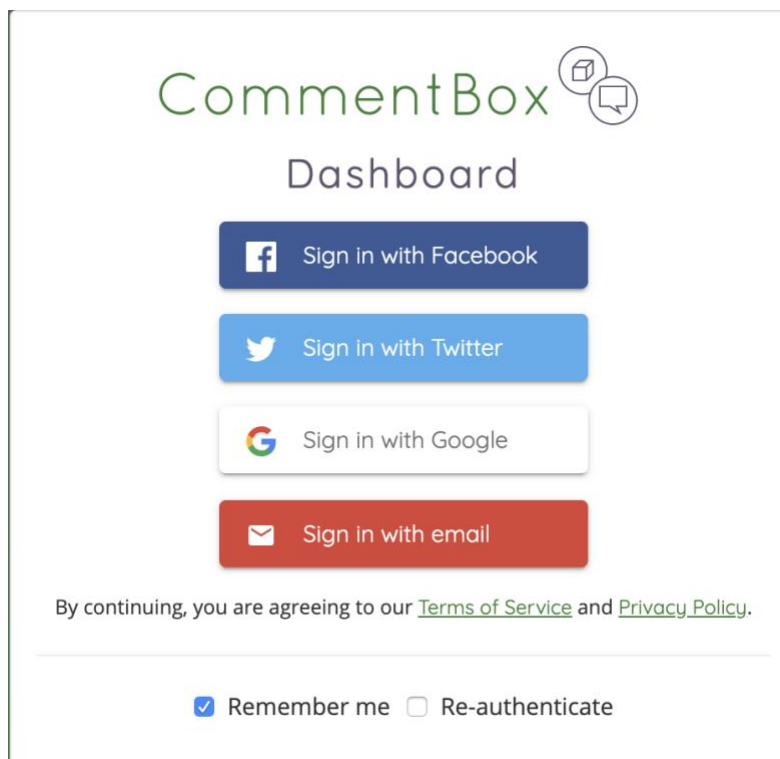 CommentBox
Dashboard
Sign in with Facebook
Sign in with Twitter
Sign in with Google
Sign in with email
By continuing, you are agreeing to our Terms of Service and Privacy Policy.
Remember me Re-authenticate